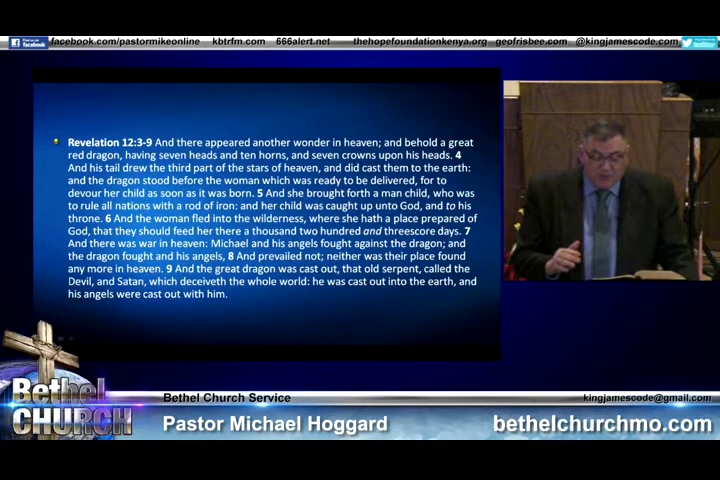 Find us on facebook
facebook.com/pastormikeonline kbtrfm.com 666alert.net thehopefoundationkenya.org geofrisbee.com @kingjamescode.com twitter
Revelation 12:3-9 And there appeared another wonder in heaven; and behold a great
red dragon, having seven heads and ten horns, and seven crowns upon his heads. 4
And his tail drew the third part of the stars of heaven, and did cast them to the earth:
and the dragon stood before the woman which was ready to be delivered, for to
devour her child as soon as it was born. 5 And she brought forth a man child, who was
to rule all nations with a rod of iron: and her child was caught up unto God, and to his
throne. 6 And the woman fled into the wilderness, where she hath a place prepared of
God, that they should feed her there a thousand two hundred and threescore days. 7
And there was war in heaven: Michael and his angels fought against the dragon; and
the dragon fought and his angels, 8 And prevailed not; neither was their place found
any more in heaven. 9 And the great dragon was cast out, that old serpent, called the
Devil, and Satan, which deceiveth the whole world: he was cast out into the earth, and
his angels were cast out with him.
Bethel
CHURCH
Bethel Church Service kingjamescode@gmail.com
Pastor Michael Hoggard bethelchurchmo.com